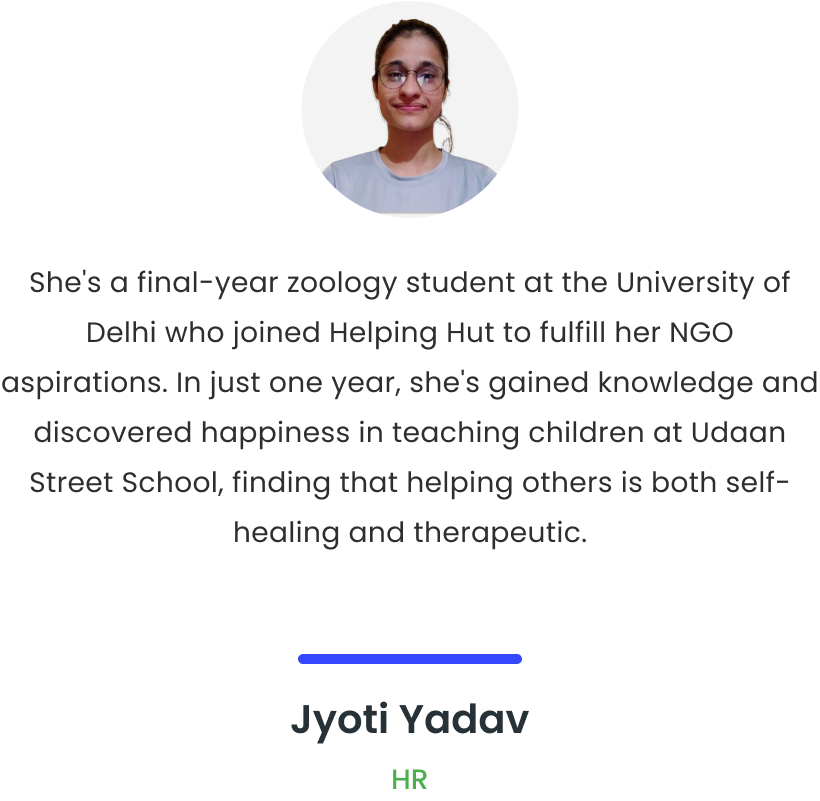 She's a final-year zoology student at the University of
Delhi who joined Helping Hut to fulfill her NGO
aspirations. In just one year, she's gained knowledge and
discovered happiness in teaching children at Udaan
Street School, finding that helping others is both self-
healing and therapeutic.
Jyoti Yadav
HR